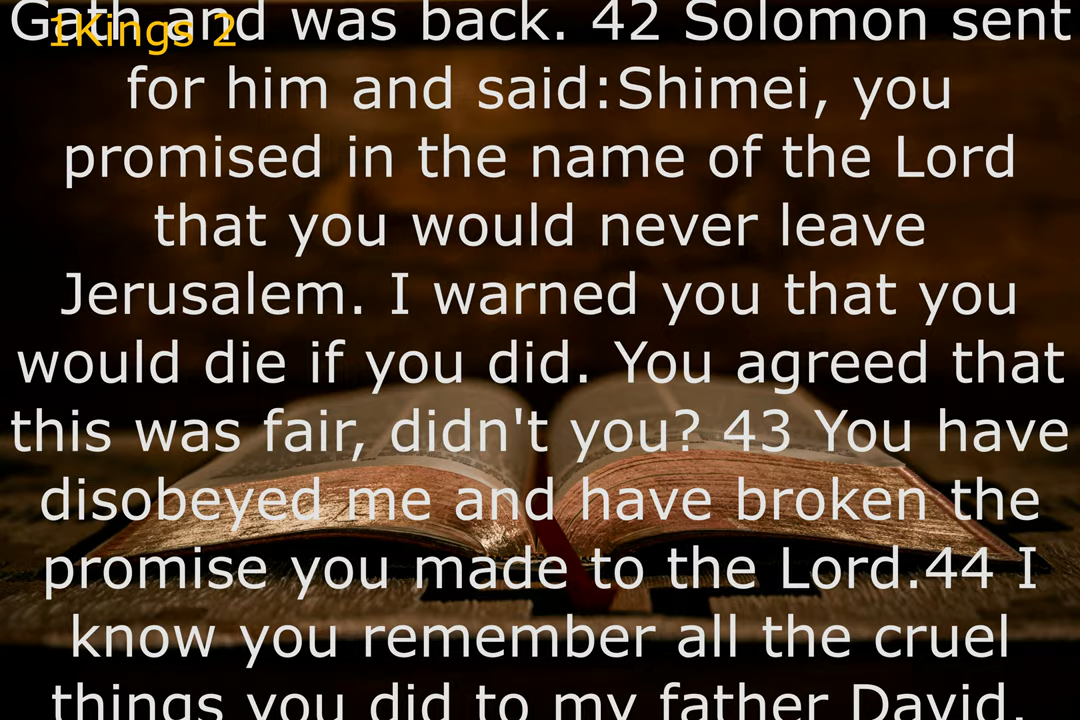 1Kings 2
Gath and was back. 42 Solomon sent
for him and said:Shimei, you
promised in the name of the Lord
that you would never leave
Jerusalem. I warned you that you
would die if you did. You agreed that
this was fair, didn't you? 43 You have
disobeyed me and have broken the
promise you made to the Lord.44 I
know you remember all the cruel
things you did to my father David.